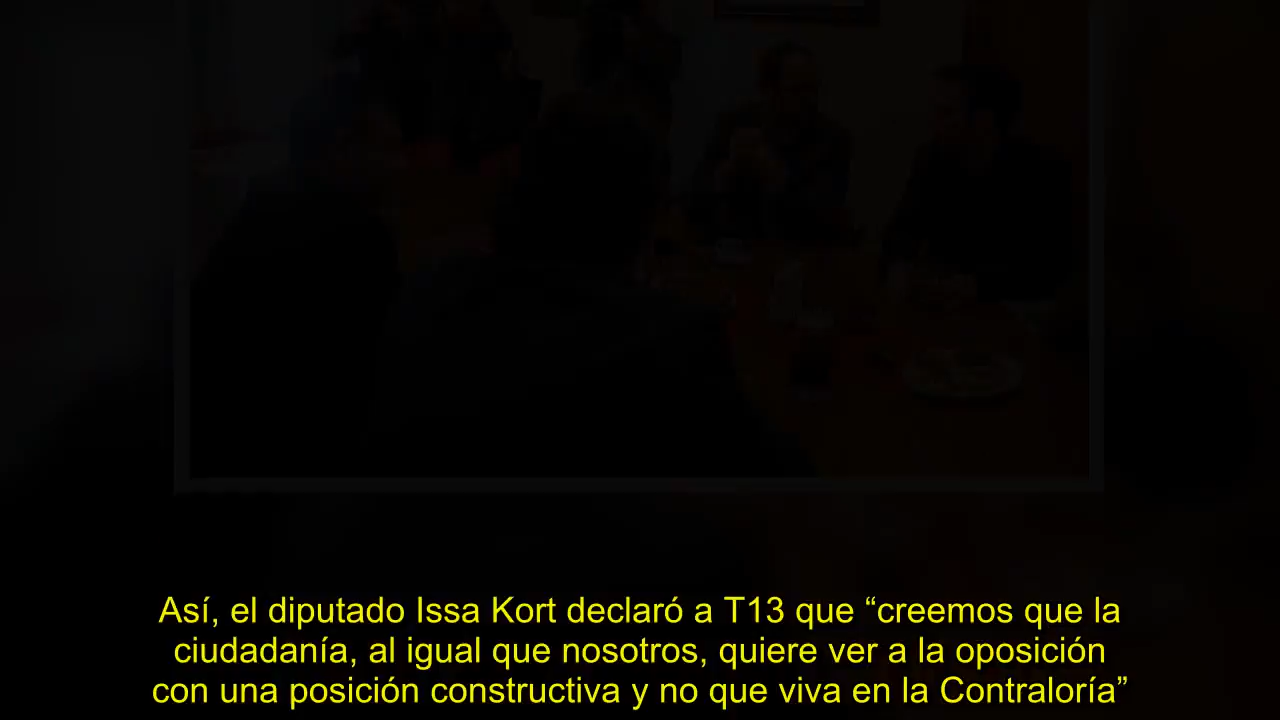 Así, el diputado Issa Kort declaró a T13 que “creemos que la
ciudadanía, al igual que nosotros, quiere ver a la oposición
con una posición constructiva y no que viva en la Contraloría”